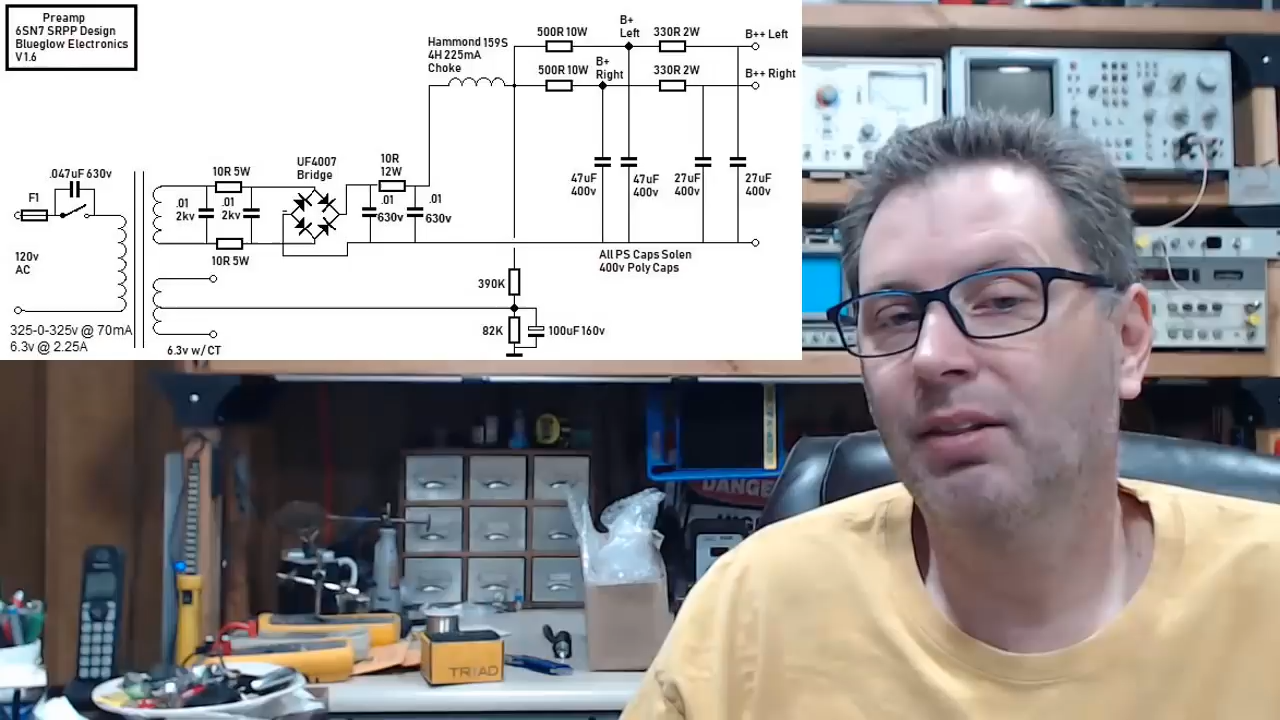 Preamp
6SN7 SRPP Design
Blueglow Electronics
V1.6
Hammond 159S
4H 225mA
Choke
500R 10W
B+
Left
330R 2W
B++ Left
500R 10W
B+
Right
330R 2W
B++ Right
.047uF 630v
F1
120v
AC
10R 5W
.01
2kv
.01
2kv
10R 5W
UF4007
Bridge
10R
12W
.01
630v
.01
630v
47uF
400v
47uF
400v
27uF
400v
27uF
400v
All PS Caps Solen
400v Poly Caps
390K
82K
100uF 160v
325-0-325v @ 70mA
6.3v @ 2.25A
6.3v w/CT
DANGER
TRIAD